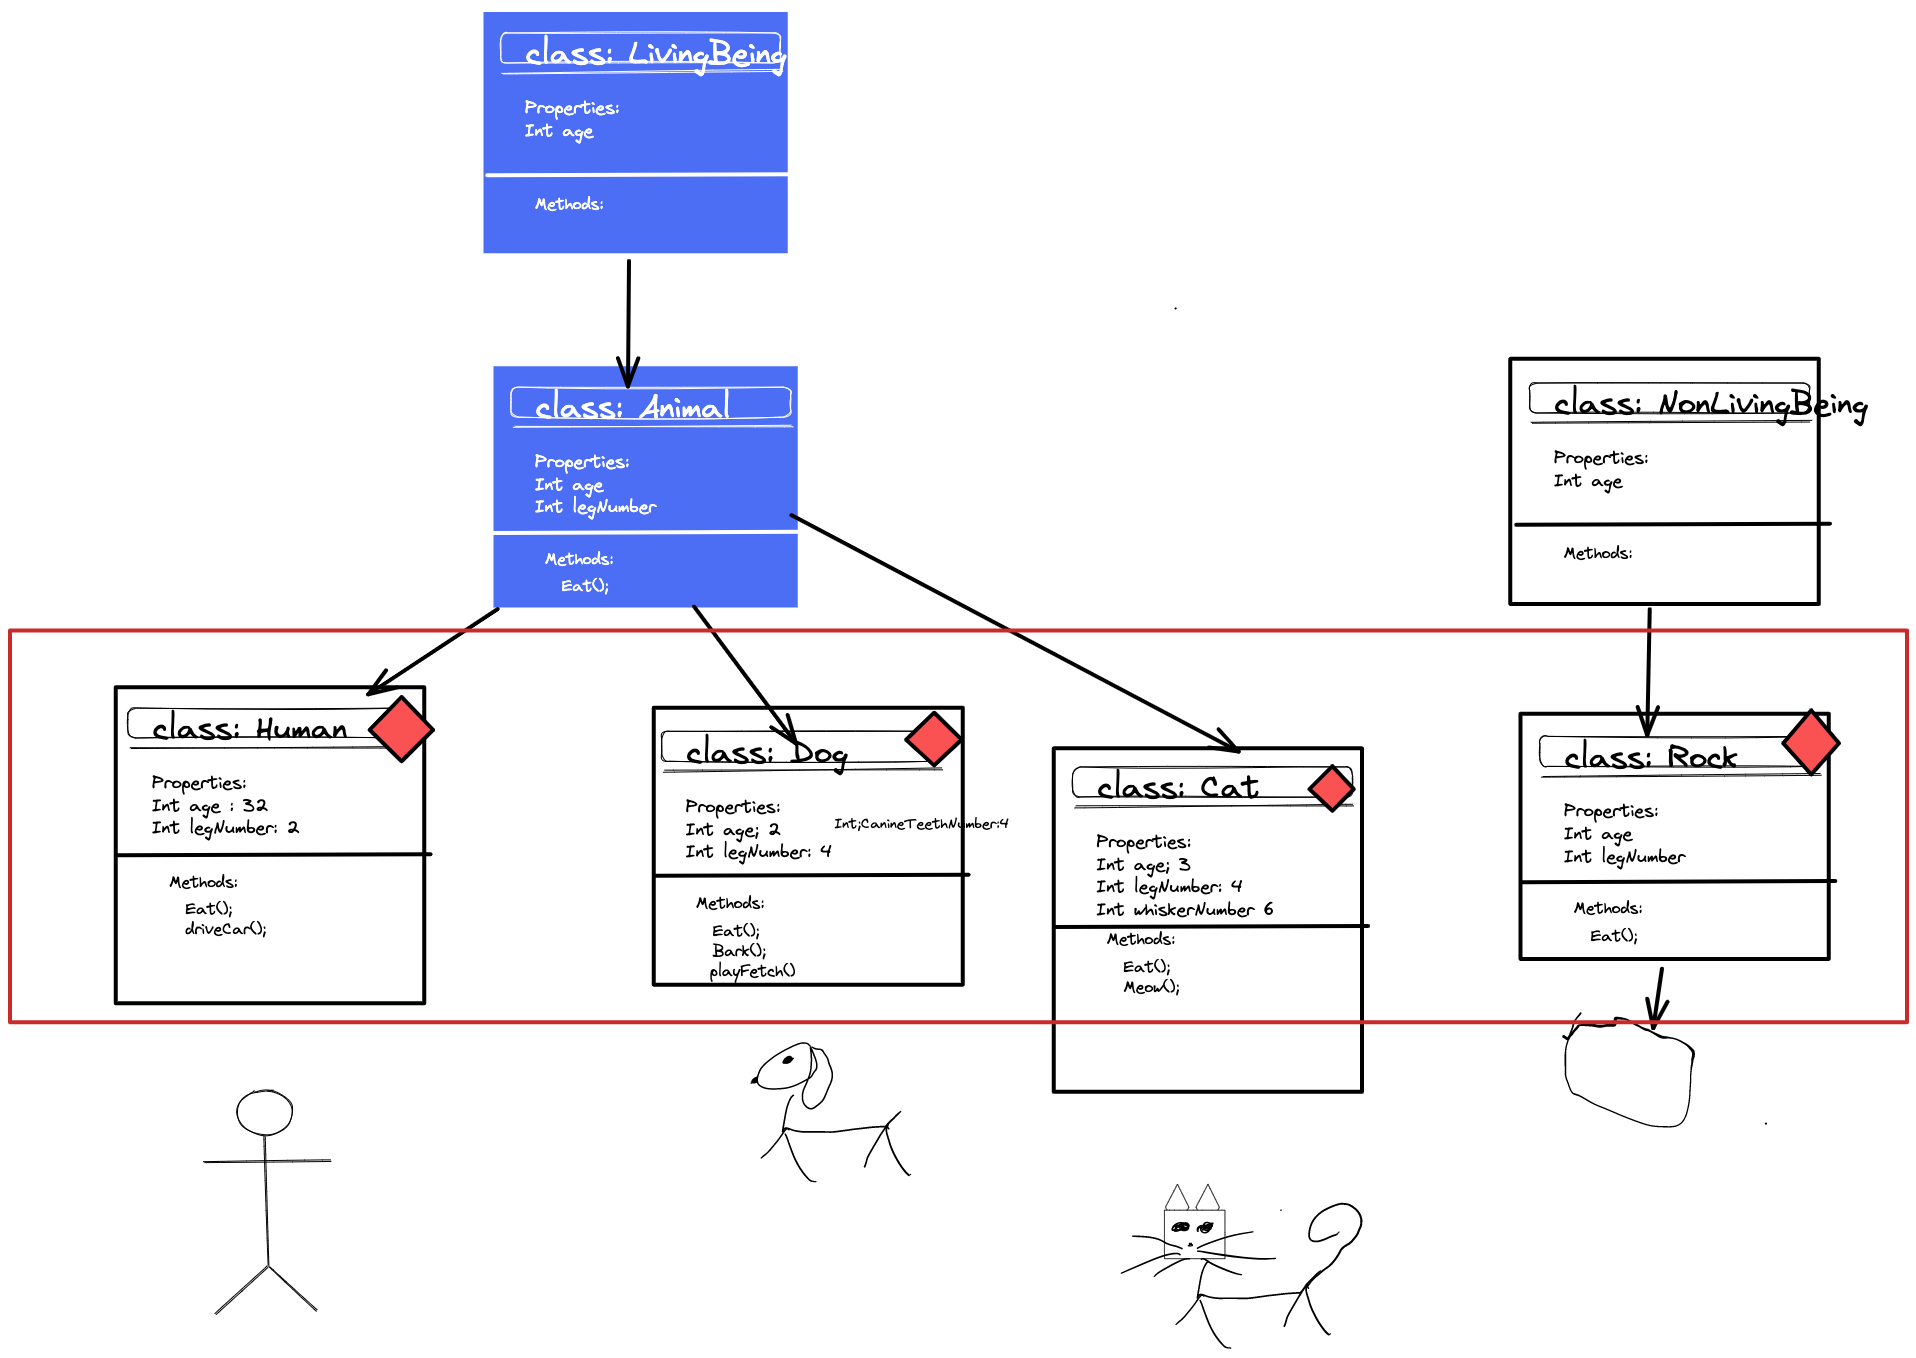 class: LivingBeing
Properties:
Int age
Methods:
class: Animal
Properties:
Int age
Int legNumber
Methods:
Eat();
class: NonLivingBeing
Properties:
Int age
Methods:
class: Human
Properties:
Int age : 32
Int legNumber: 2
Methods:
Eat();
driveCar();
class: Dog
Properties:
Int age; 2
Int;CanineTeethNumber:4
Int legNumber: 4
Methods:
Eat();
Bark();
playFetch()
class: Cat
Properties:
Int age; 3
Int legNumber: 4
Int whiskerNumber 6
Methods:
Eat();
Meow();
class: Rock
Properties:
Int age
Int legNumber
Methods:
Eat();